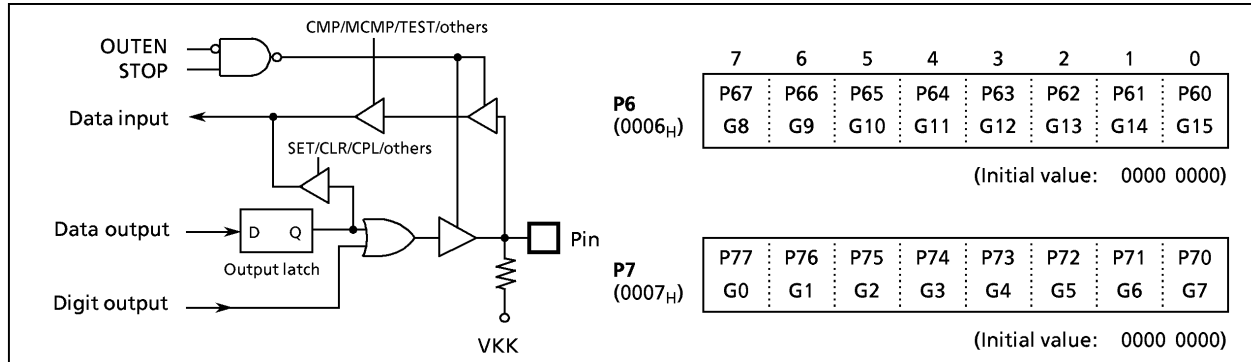 CMP/MCMP/TEST/others
OUTEN
STOP
Data input
SET/CLR/CPL/others
Data output
D Q
Output latch
Digit output
Pin
VKK
7 6 5 4 3 2 1 0
P6
(0006H)
P67 P66 P65 P64 P63 P62 P61 P60
G8 G9 G10 G11 G12 G13 G14 G15
(Initial value: 0000 0000)
P7
(0007H)
P77 P76 P75 P74 P73 P72 P71 P70
G0 G1 G2 G3 G4 G5 G6 G7
(Initial value: 0000 0000)